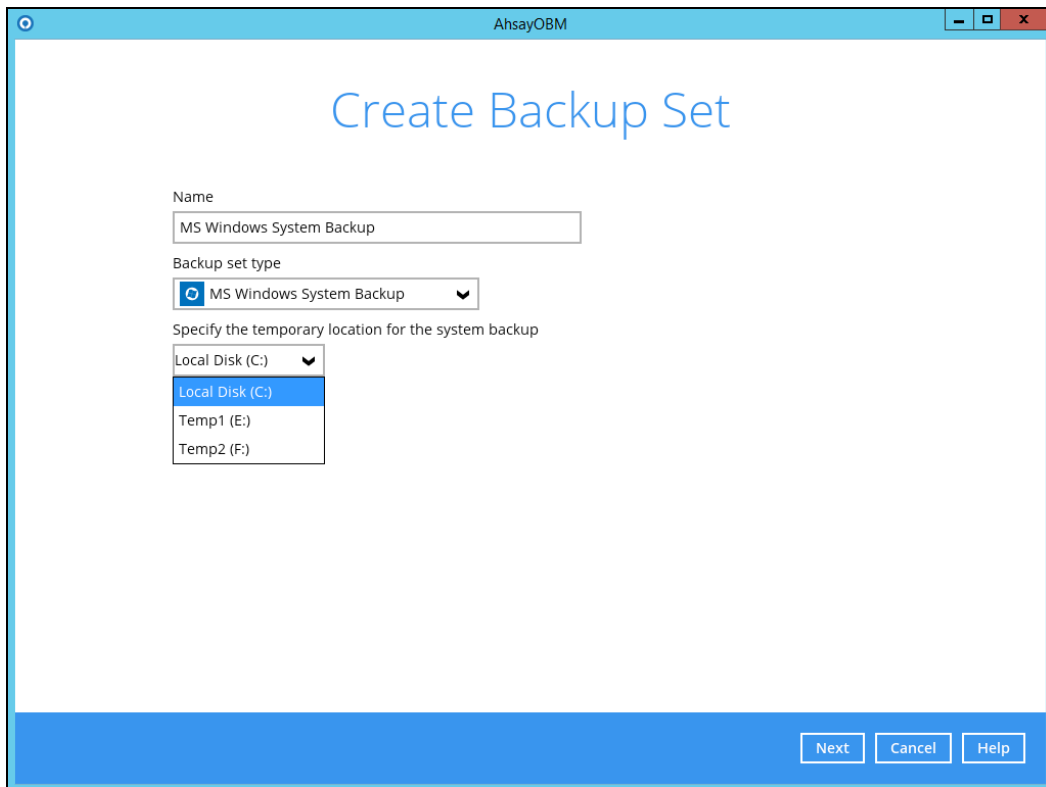 AhsayOBM
Create Backup Set
Name
MS Windows System Backup
Backup set type
MS Windows System Backup
Specify the temporary location for the system backup
Local Disk (C:)
Local Disk (C:)
Temp1 (E:)
Temp2 (F:)
Next Cancel Help